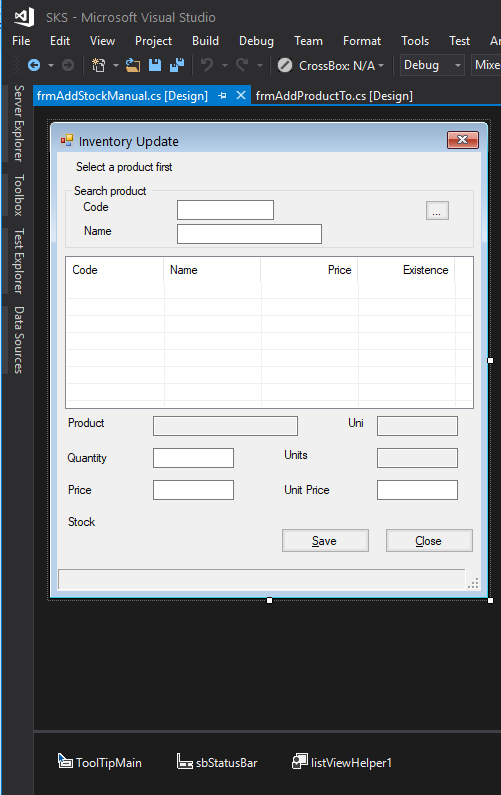 SKS - Microsoft Visual Studio
File Edit View Project Build Debug Team Format Tools Test
CrossBox: N/A Debug Mixe
frmAddStockManual.cs [Design] frmAddProductTo.cs [Design]
Server Explorer
Toolbox
Test Explorer
Data Sources
Inventory Update
Select a product first
Search product
Code ...
Name
Code Name Price Existence
Product Uni
Quantity Units
Price Unit Price
Stock
Save Close
ToolTipMain sbStatusBar listViewHelper1